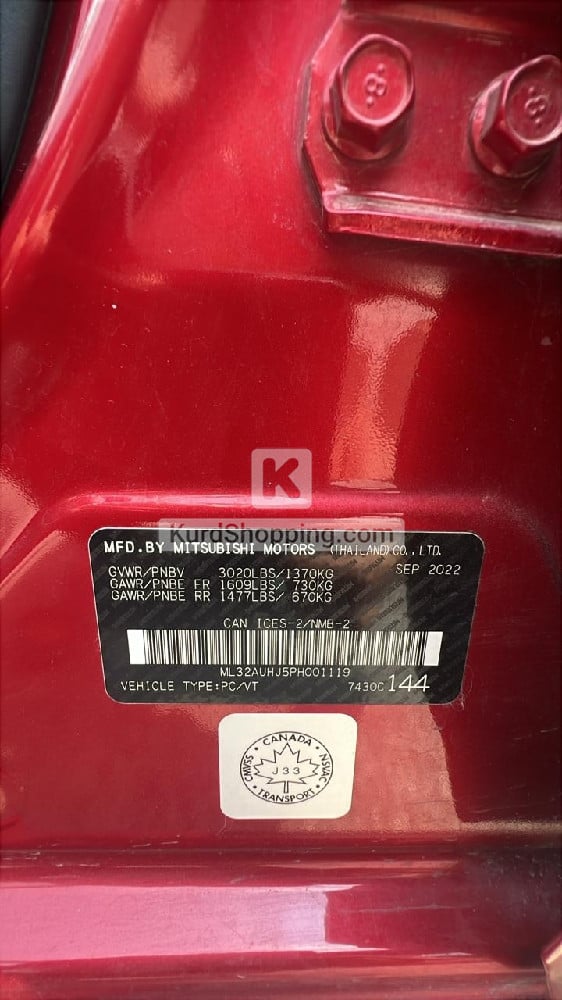 8
8
K
KurdShopping.com
MFD.BY MITSUBISHI MOTORS (THAILAND) CO., LTD.
GVWR/PNBV 3020LBS/1370KG SEP 2022
GAWR/PNBE FR 1609LBS/ 730KG
GAWR/PNBE RR 1477LBS/ 670KG
CAN ICES-2/NMB-2
ML32AUHJ5PH001119
VEHICLE TYPE:PC/VT 7430C144
CANADA
CMVSS J33 NSVAC
TRANSPORT